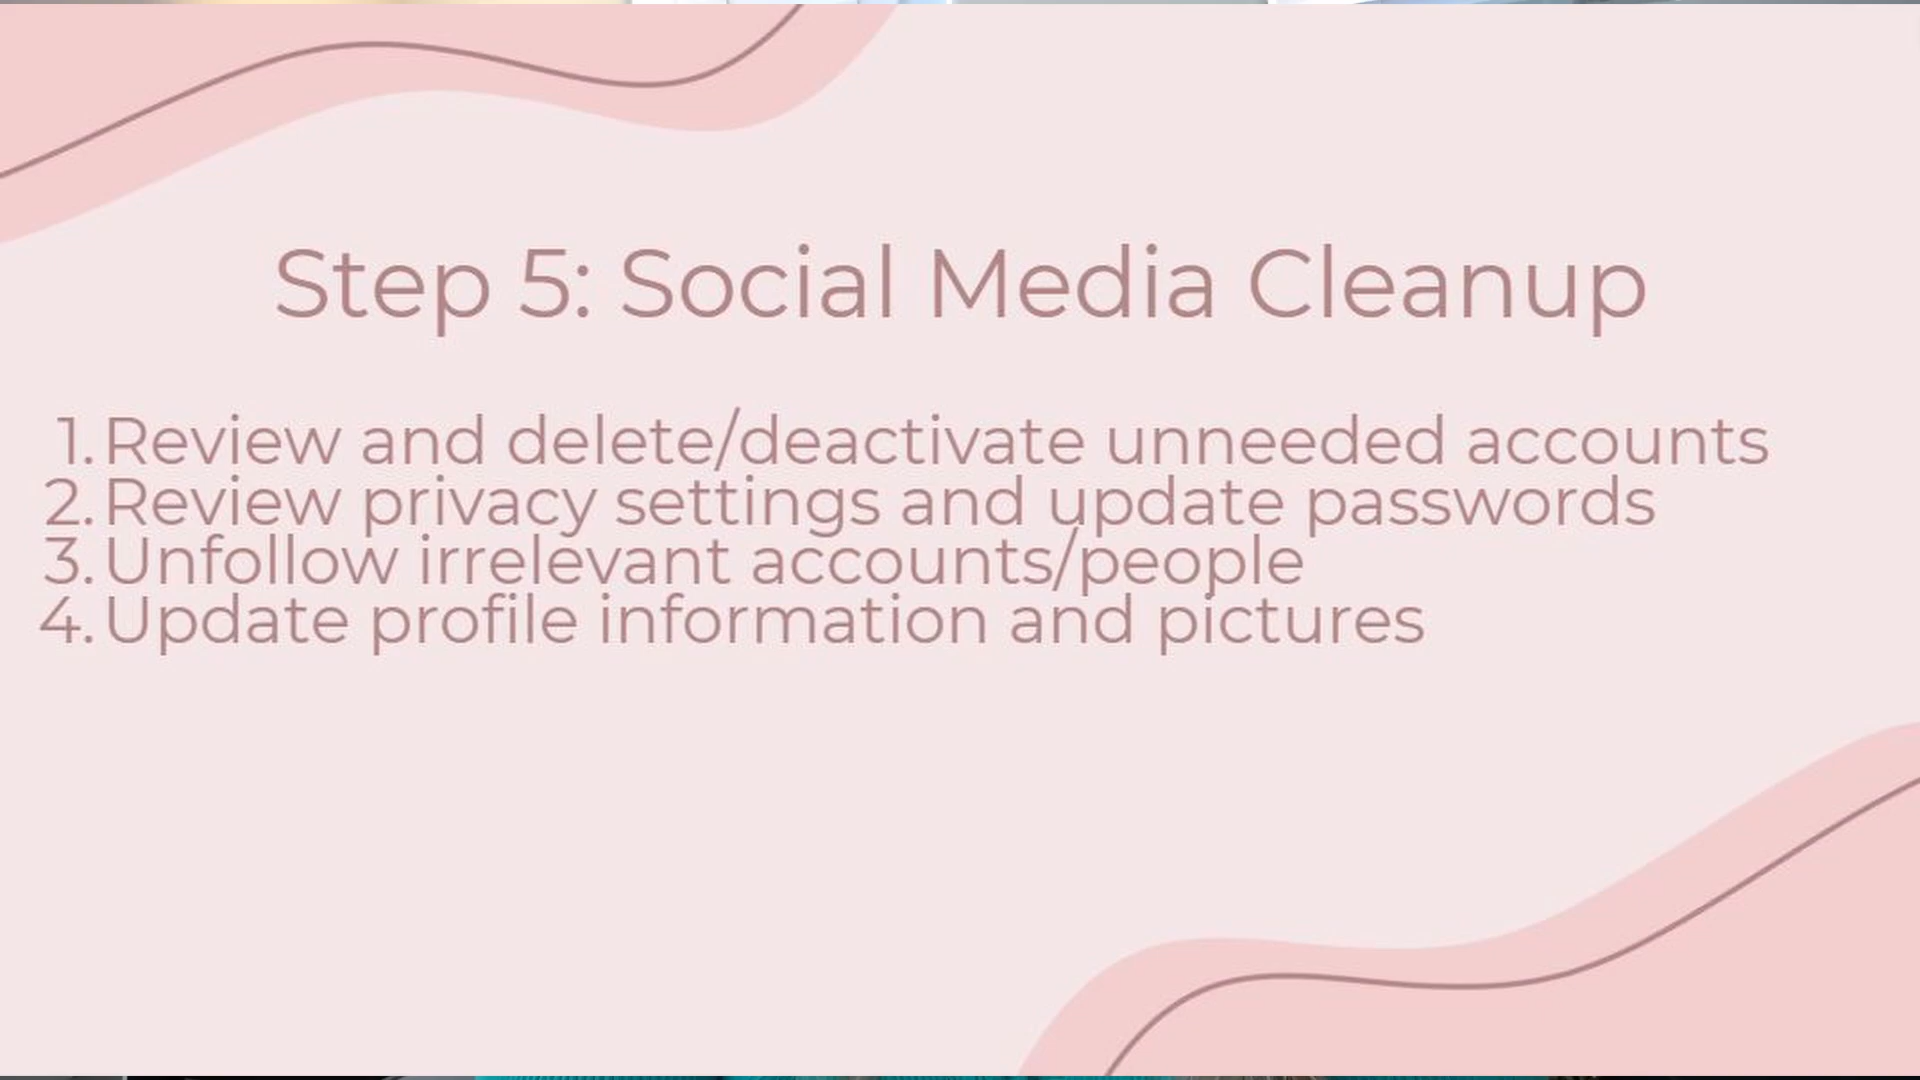 Step 5: Social Media Cleanup
1. Review and delete/deactivate unneeded accounts
2. Review privacy settings and update passwords
3. Unfollow irrelevant accounts/people
4. Update profile information and pictures